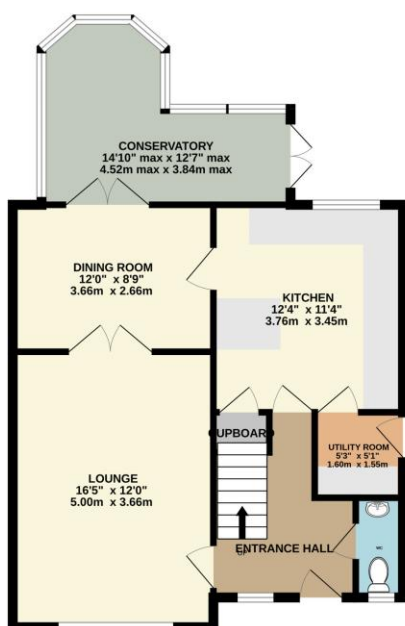 CONSERVATORY
14'10" max x 12'7" max
4.52m max x 3.84m max
DINING ROOM
12'0" x 8'9"
3.66m x 2.66m
KITCHEN
12'4" x 11'4"
3.76m x 3.45m
CUPBOARD
UTILITY ROOM
5'3" x 5'1"
1.60m x 1.55m
LOUNGE
16'5" x 12'0"
5.00m x 3.66m
UP
ENTRANCE HALL
WC